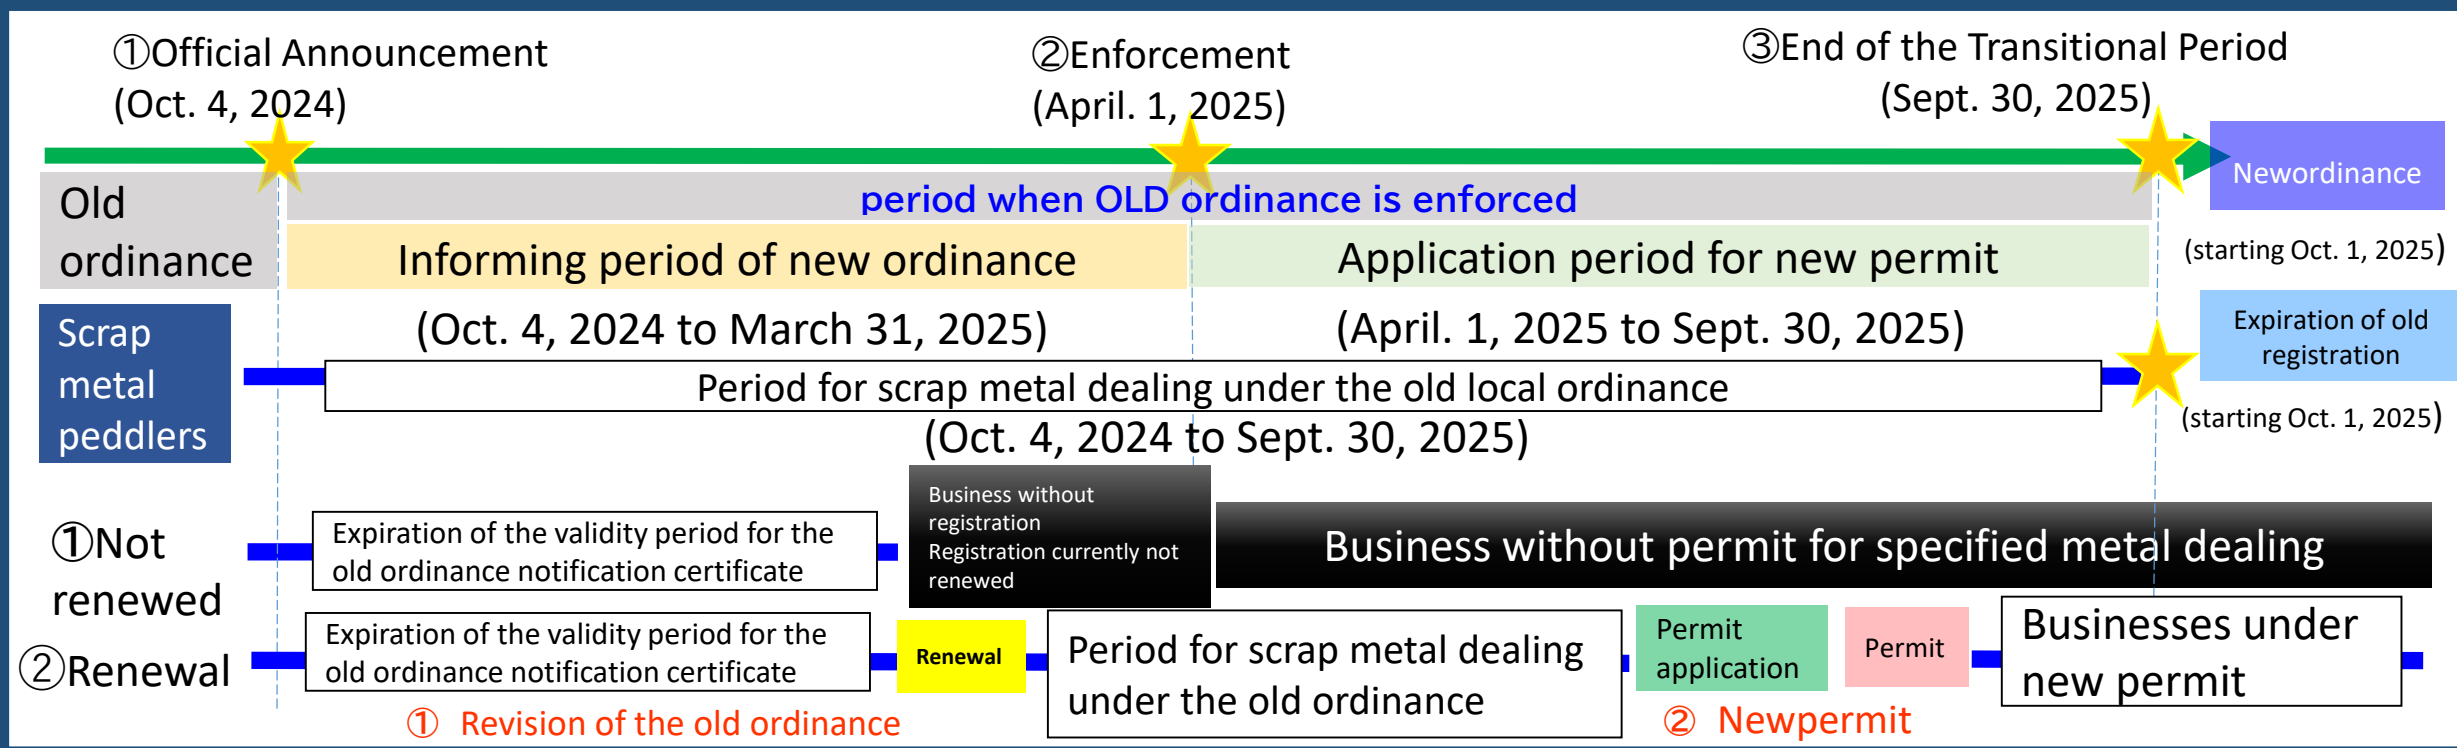 ①Official Announcement
(Oct. 4, 2024)
②Enforcement
(April. 1, 2025)
③End of the Transitional Period
(Sept. 30, 2025)
Old
ordinance
period when OLD ordinance is enforced
Newordinance
(starting Oct. 1, 2025)
Informing period of new ordinance
Application period for new permit
(Oct. 4, 2024 to March 31, 2025)
(April. 1, 2025 to Sept. 30, 2025)
Scrap
metal
peddlers
Period for scrap metal dealing under the old local ordinance
(Oct. 4, 2024 to Sept. 30, 2025)
Expiration of old
registration
(starting Oct. 1, 2025)
①Not
renewed
Expiration of the validity period for the
old ordinance notification certificate
Business without
registration
Registration currently not
renewed
Business without permit for specified metal dealing
②Renewal
Expiration of the validity period for the
old ordinance notification certificate
Renewal
Period for scrap metal dealing
under the old ordinance
Permit
application
Permit
Businesses under
new permit
① Revision of the old ordinance
② Newpermit